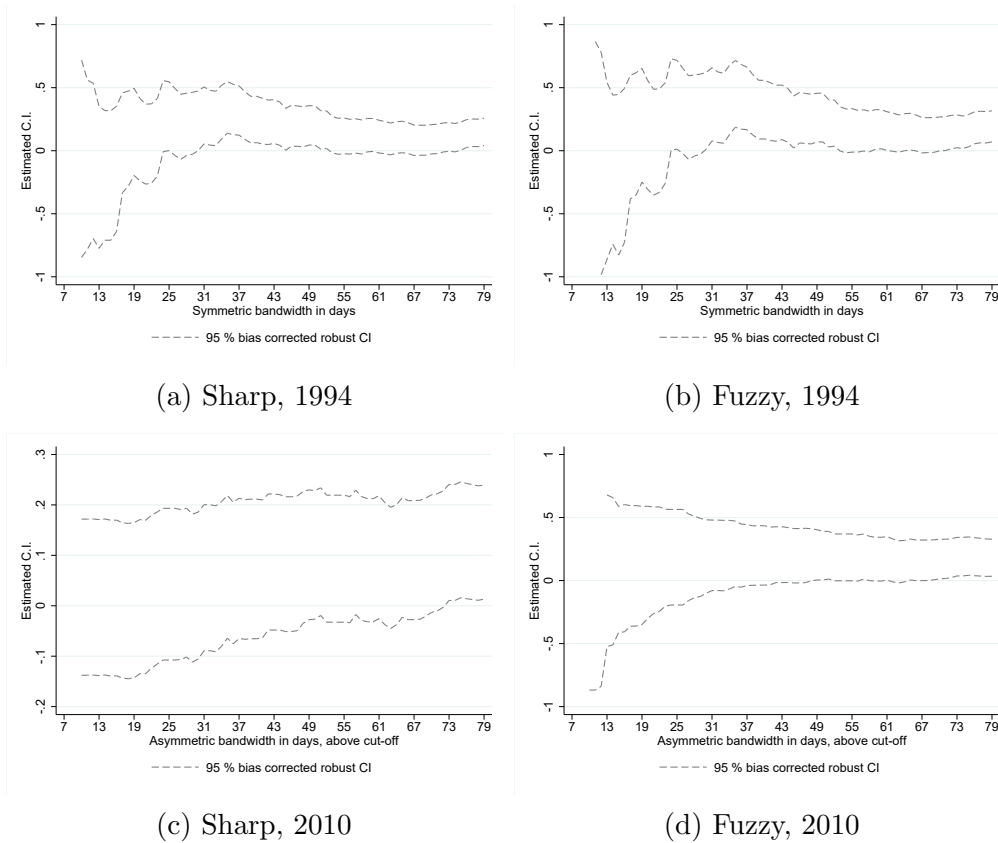 Estimated C.I.
1
.5
0
-.5
-1
7 13 19 25 31 37 43 49 55 61 67 73 79
Symmetric bandwidth in days
95 % bias corrected robust CI
(a) Sharp, 1994
Estimated C.I.
1
.5
0
-.5
-1
7 13 19 25 31 37 43 49 55 61 67 73 79
Symmetric bandwidth in days
95 % bias corrected robust CI
(b) Fuzzy, 1994
Estimated C.I.
.3
.2
.1
0
-.1
-.2
7 13 19 25 31 37 43 49 55 61 67 73 79
Asymmetric bandwidth in days, above cut-off
95 % bias corrected robust CI
(c) Sharp, 2010
Estimated C.I.
1
.5
0
-.5
-1
7 13 19 25 31 37 43 49 55 61 67 73 79
Asymmetric bandwidth in days, above cut-off
95 % bias corrected robust CI
(d) Fuzzy, 2010